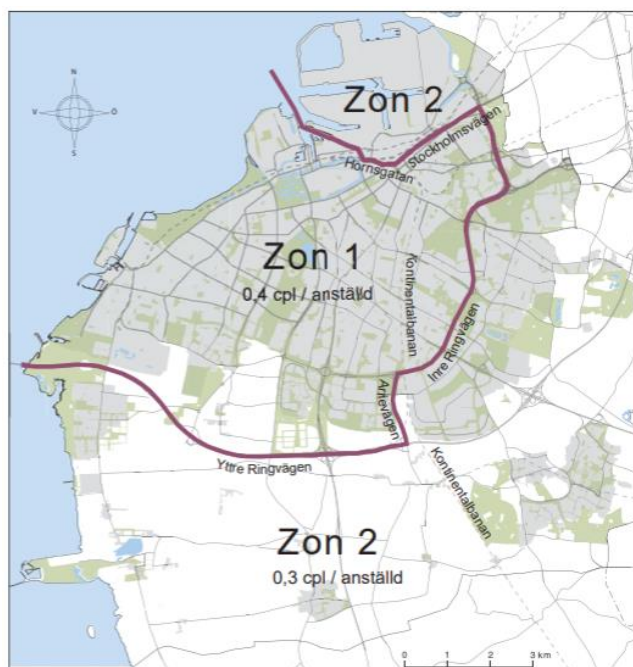 Zon 2
N
V
O
S
Stockholmsvägen
Hornsgatan
Zon 1
0,4 cpl / anställd
Kontinentalbanan
Inre Ringvägen
Ärtievägen
Yttre Ringvägen
Kontinentalbanan
Zon 2
0,3 cpl / anställd
0 1 2 3 km